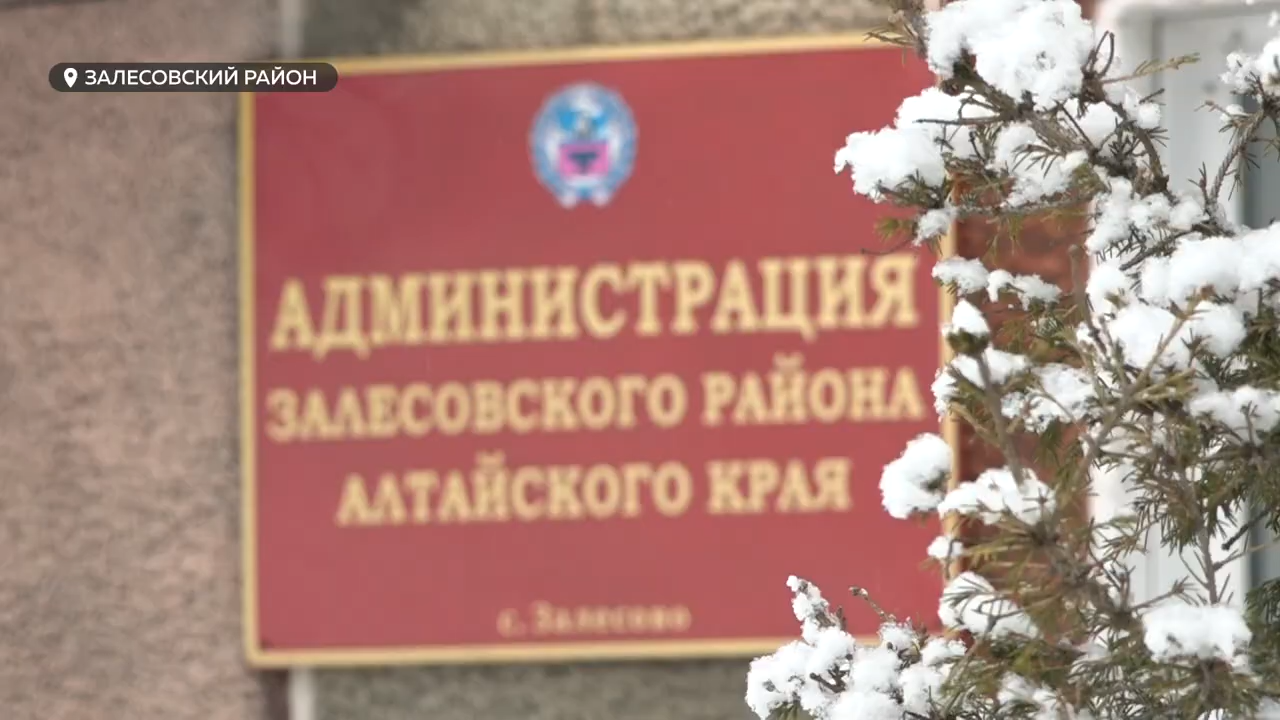 ЗАЛЕСОВСКИЙ РАЙОН
АДМИНИСТРАЦИЯ
ЗАЛЕСОВСКОГО РАЙОНА
АЛТАЙСКОГО КРАЯ
с. Залесово